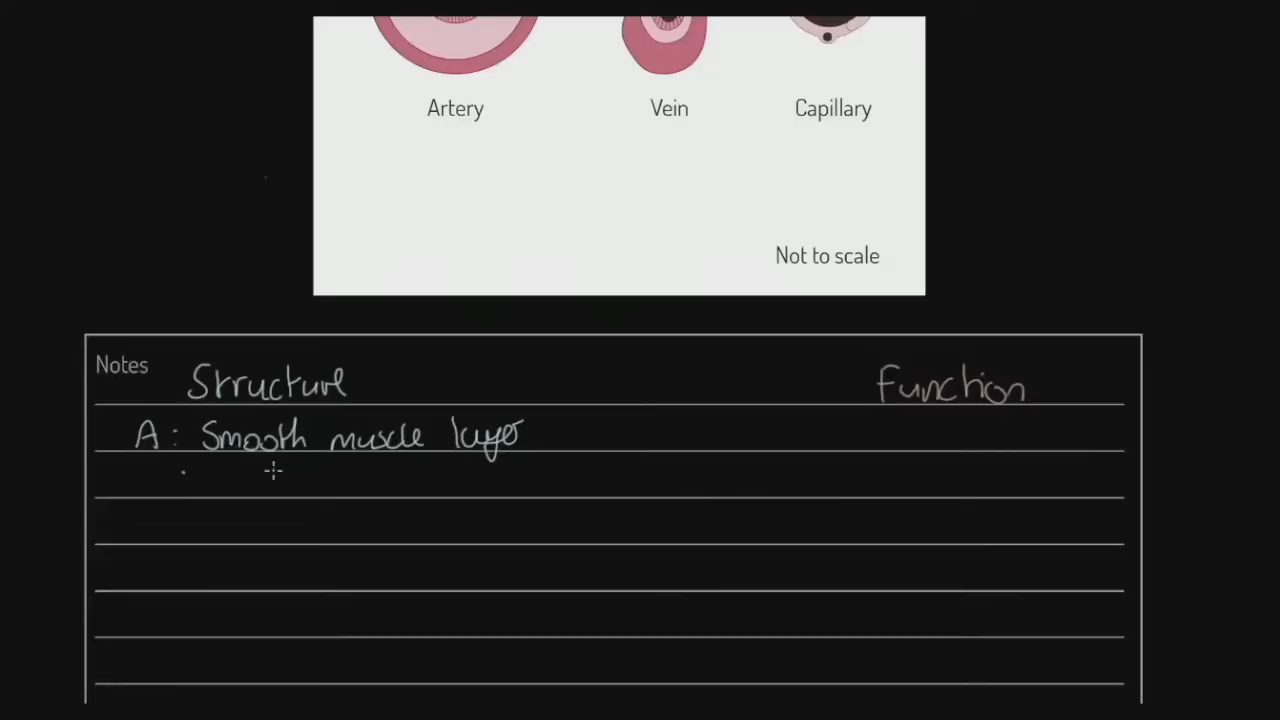 Artery Vein Capillary
Not to scale
Notes
Structure Function
A: Smooth muscle layer